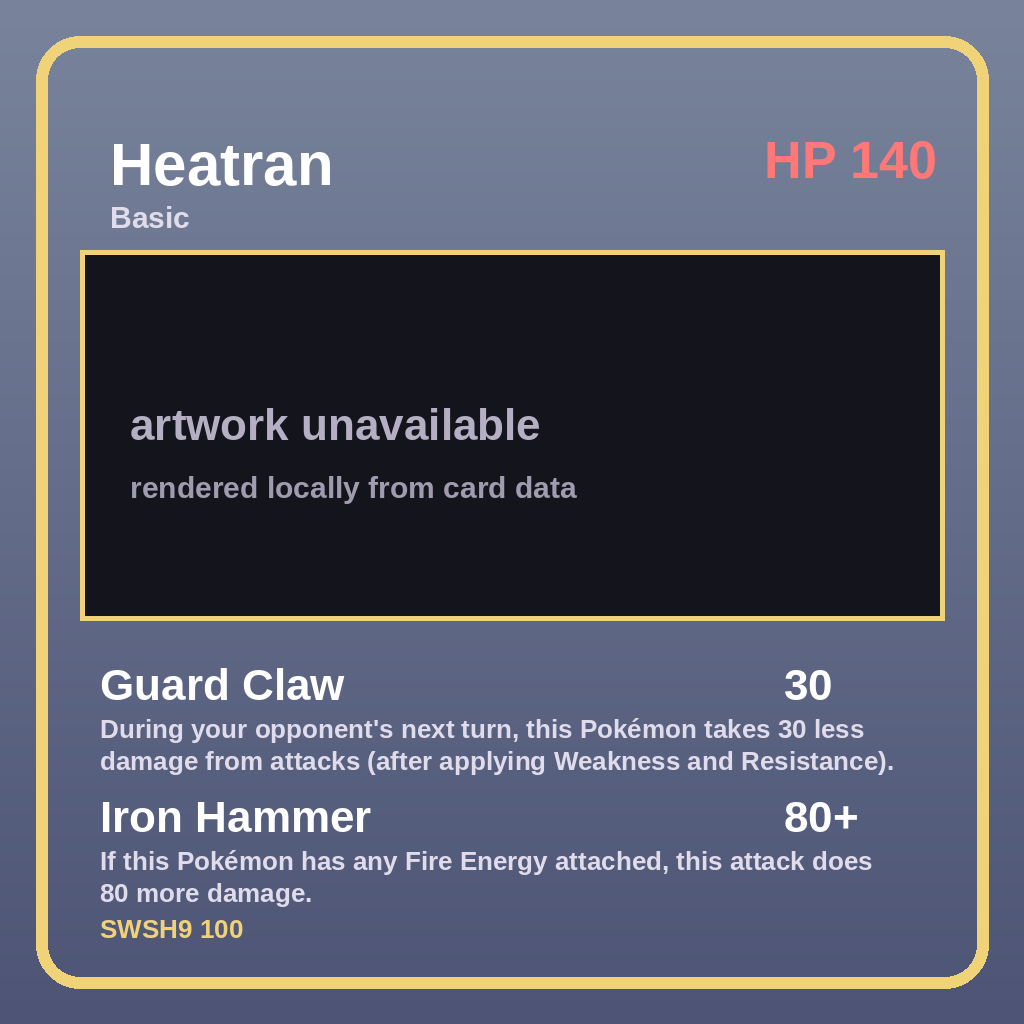 Heatran
HP 140
Basic
artwork unavailable
rendered locally from card data
Guard Claw 30
During your opponent's next turn, this Pokémon takes 30 less
damage from attacks (after applying Weakness and Resistance).
Iron Hammer 80+
If this Pokémon has any Fire Energy attached, this attack does
80 more damage.
SWSH9 100